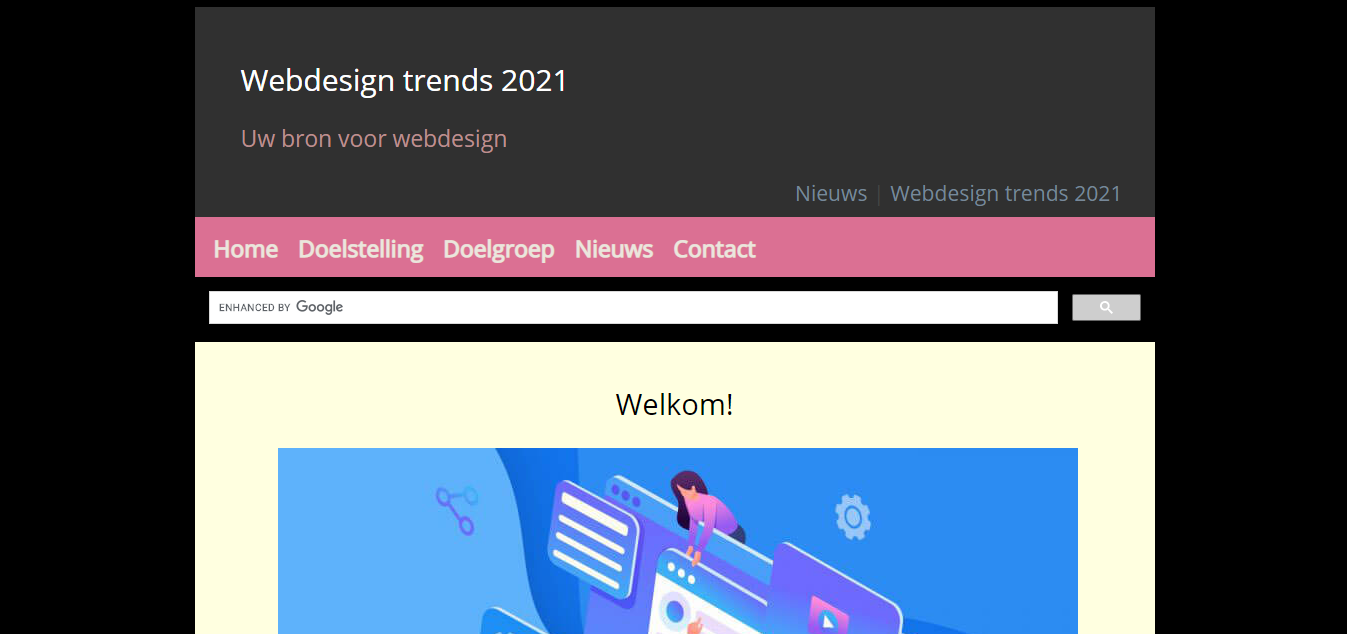 Webdesign trends 2021
Uw bron voor webdesign
Nieuws | Webdesign trends 2021
Home Doelstelling Doelgroep Nieuws Contact
ENHANCED BY Google
Welkom!